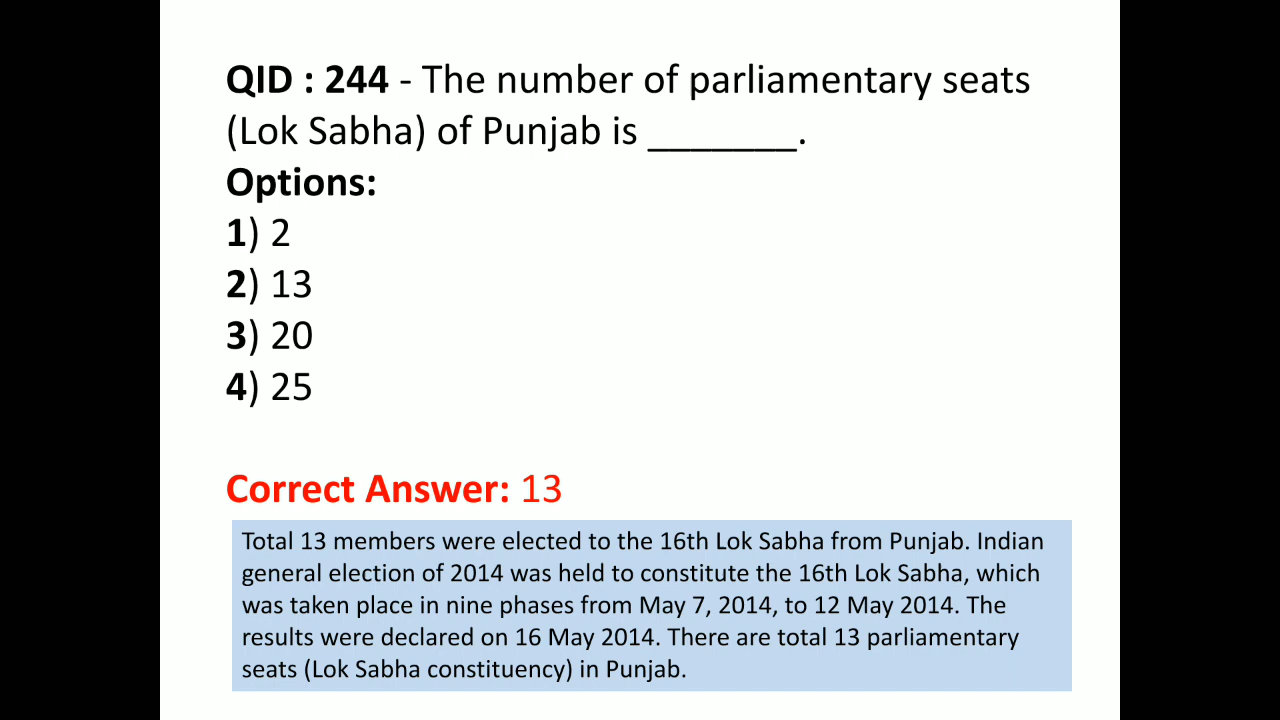 QID : 244 - The number of parliamentary seats
(Lok Sabha) of Punjab is _______.
Options:
1) 2
2) 13
3) 20
4) 25
Correct Answer: 13
Total 13 members were elected to the 16th Lok Sabha from Punjab. Indian
general election of 2014 was held to constitute the 16th Lok Sabha, which
was taken place in nine phases from May 7, 2014, to 12 May 2014. The
results were declared on 16 May 2014. There are total 13 parliamentary
seats (Lok Sabha constituency) in Punjab.